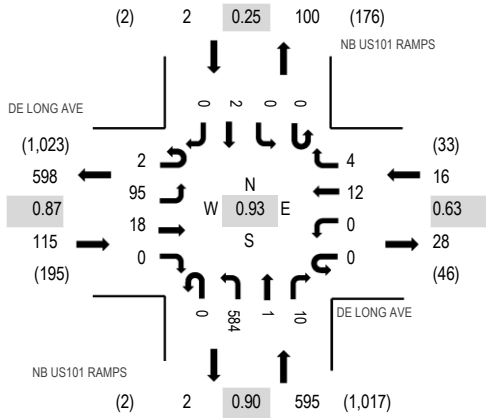 (2) 2 0.25 100 (176)
NB US101 RAMPS
DE LONG AVE
0 2 0 0
(1,023)
598
0.87
115
(195)
2
95
18
0
N
W 0.93 E
S
4
12
0
0
(33)
16
0.63
28
(46)
0 584 1 10
DE LONG AVE
NB US101 RAMPS
(2) 2 0.90 595 (1,017)